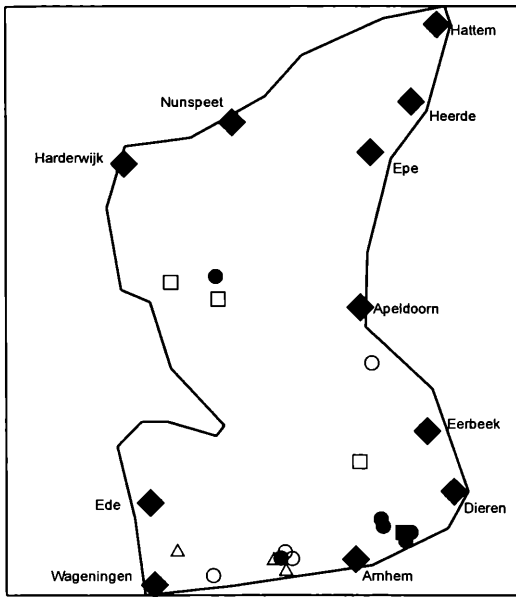 Hattem
Nunspeet
Heerde
Harderwijk
Epe
Apeldoorn
Eerbeek
Ede
Dieren
Wageningen
Arnhem